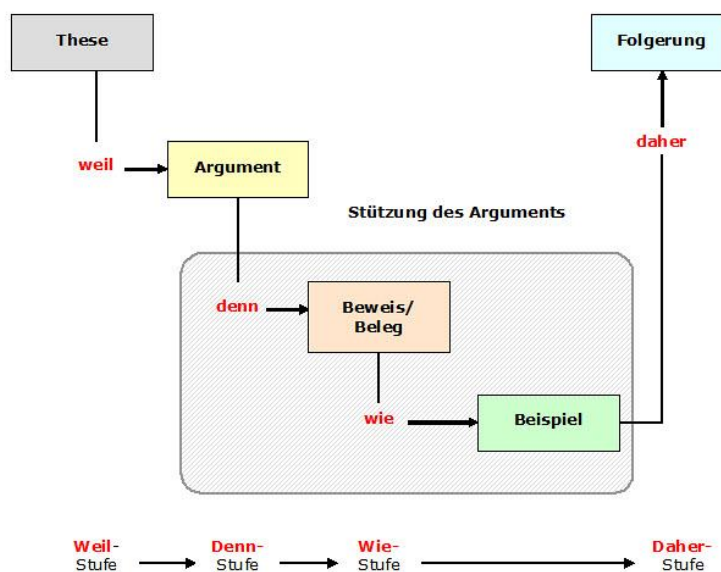 These
Folgerung
weil
Argument
daher
Stützung des Arguments
denn
Beweis/
Beleg
wie
Beispiel
Weil-
Stufe
Denn-
Stufe
Wie-
Stufe
Daher-
Stufe